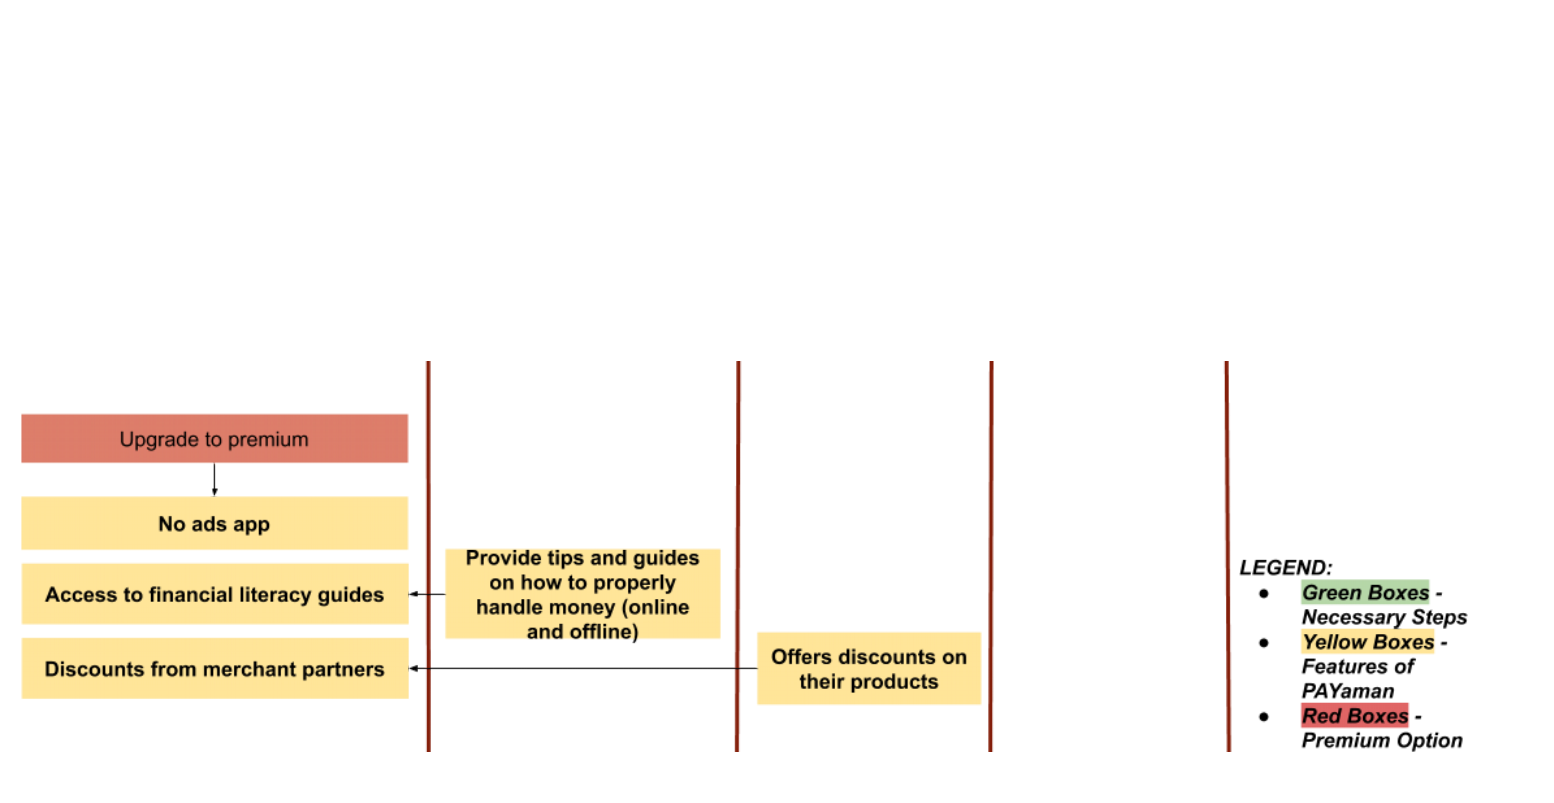 Upgrade to premium
No ads app
Access to financial literacy guides
Discounts from merchant partners
Provide tips and guides
on how to properly
handle money (online
and offline)
Offers discounts on
their products
LEGEND:
● Green Boxes -
Necessary Steps
● Yellow Boxes -
Features of
PAYaman
● Red Boxes -
Premium Option